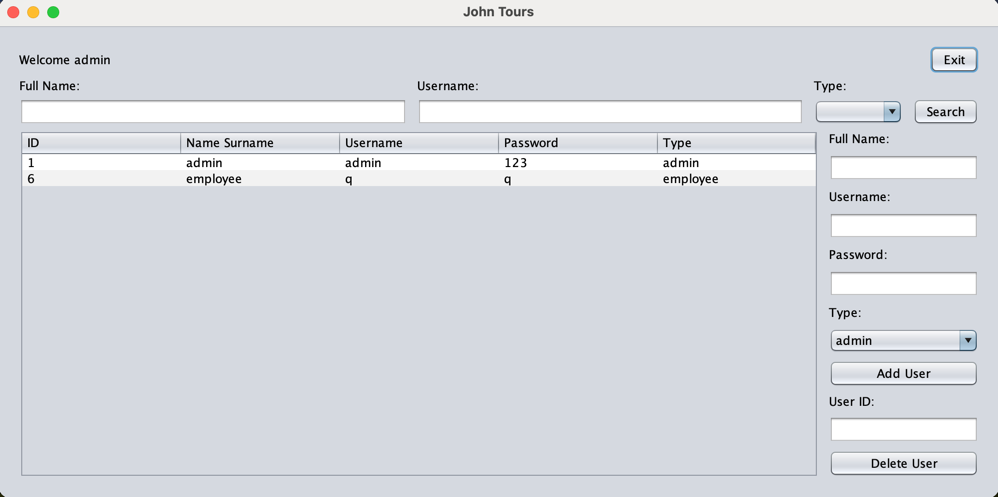 John Tours
Welcome admin
Exit
Full Name:
Username:
Type:
Search
ID Name Surname Username Password Type
1 admin admin 123 admin
6 employee q q employee
Full Name:
Username:
Password:
Type:
admin
Add User
User ID:
Delete User